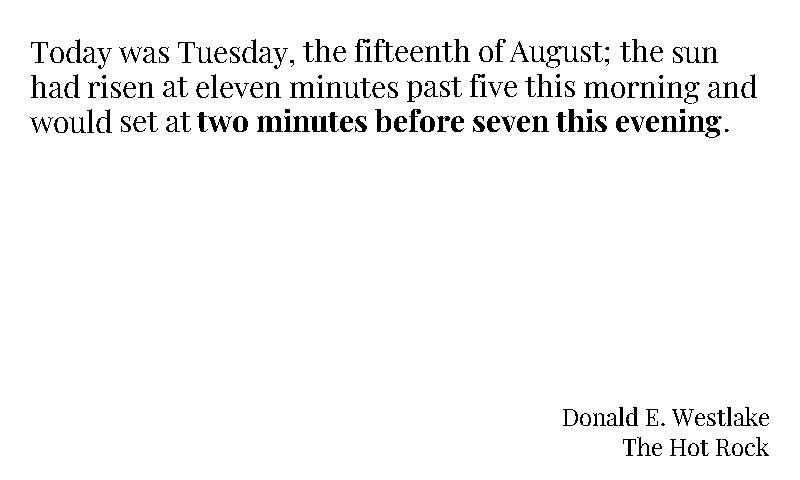 Today was Tuesday, the fifteenth of August; the sun
had risen at eleven minutes past five this morning and
would set at two minutes before seven this evening.
Donald E. Westlake
The Hot Rock